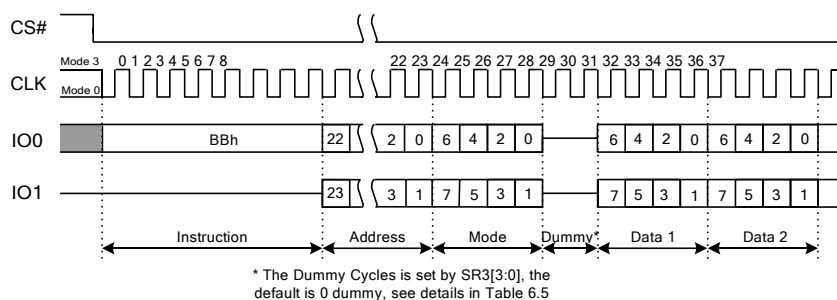 CS#
Mode 3 0 1 2 3 4 5 6 7 8 22 23 24 25 26 27 28 29 30 31 32 33 34 35 36 37
CLK
Mode 0
IO0 BBh 22 2 0 6 4 2 0 6 4 2 0 6 4 2 0
IO1 23 3 1 7 5 3 1 7 5 3 1 7 5 3 1
Instruction Address Mode Dummy* Data 1 Data 2
* The Dummy Cycles is set by SR3[3:0], the
default is 0 dummy, see details in Table 6.5